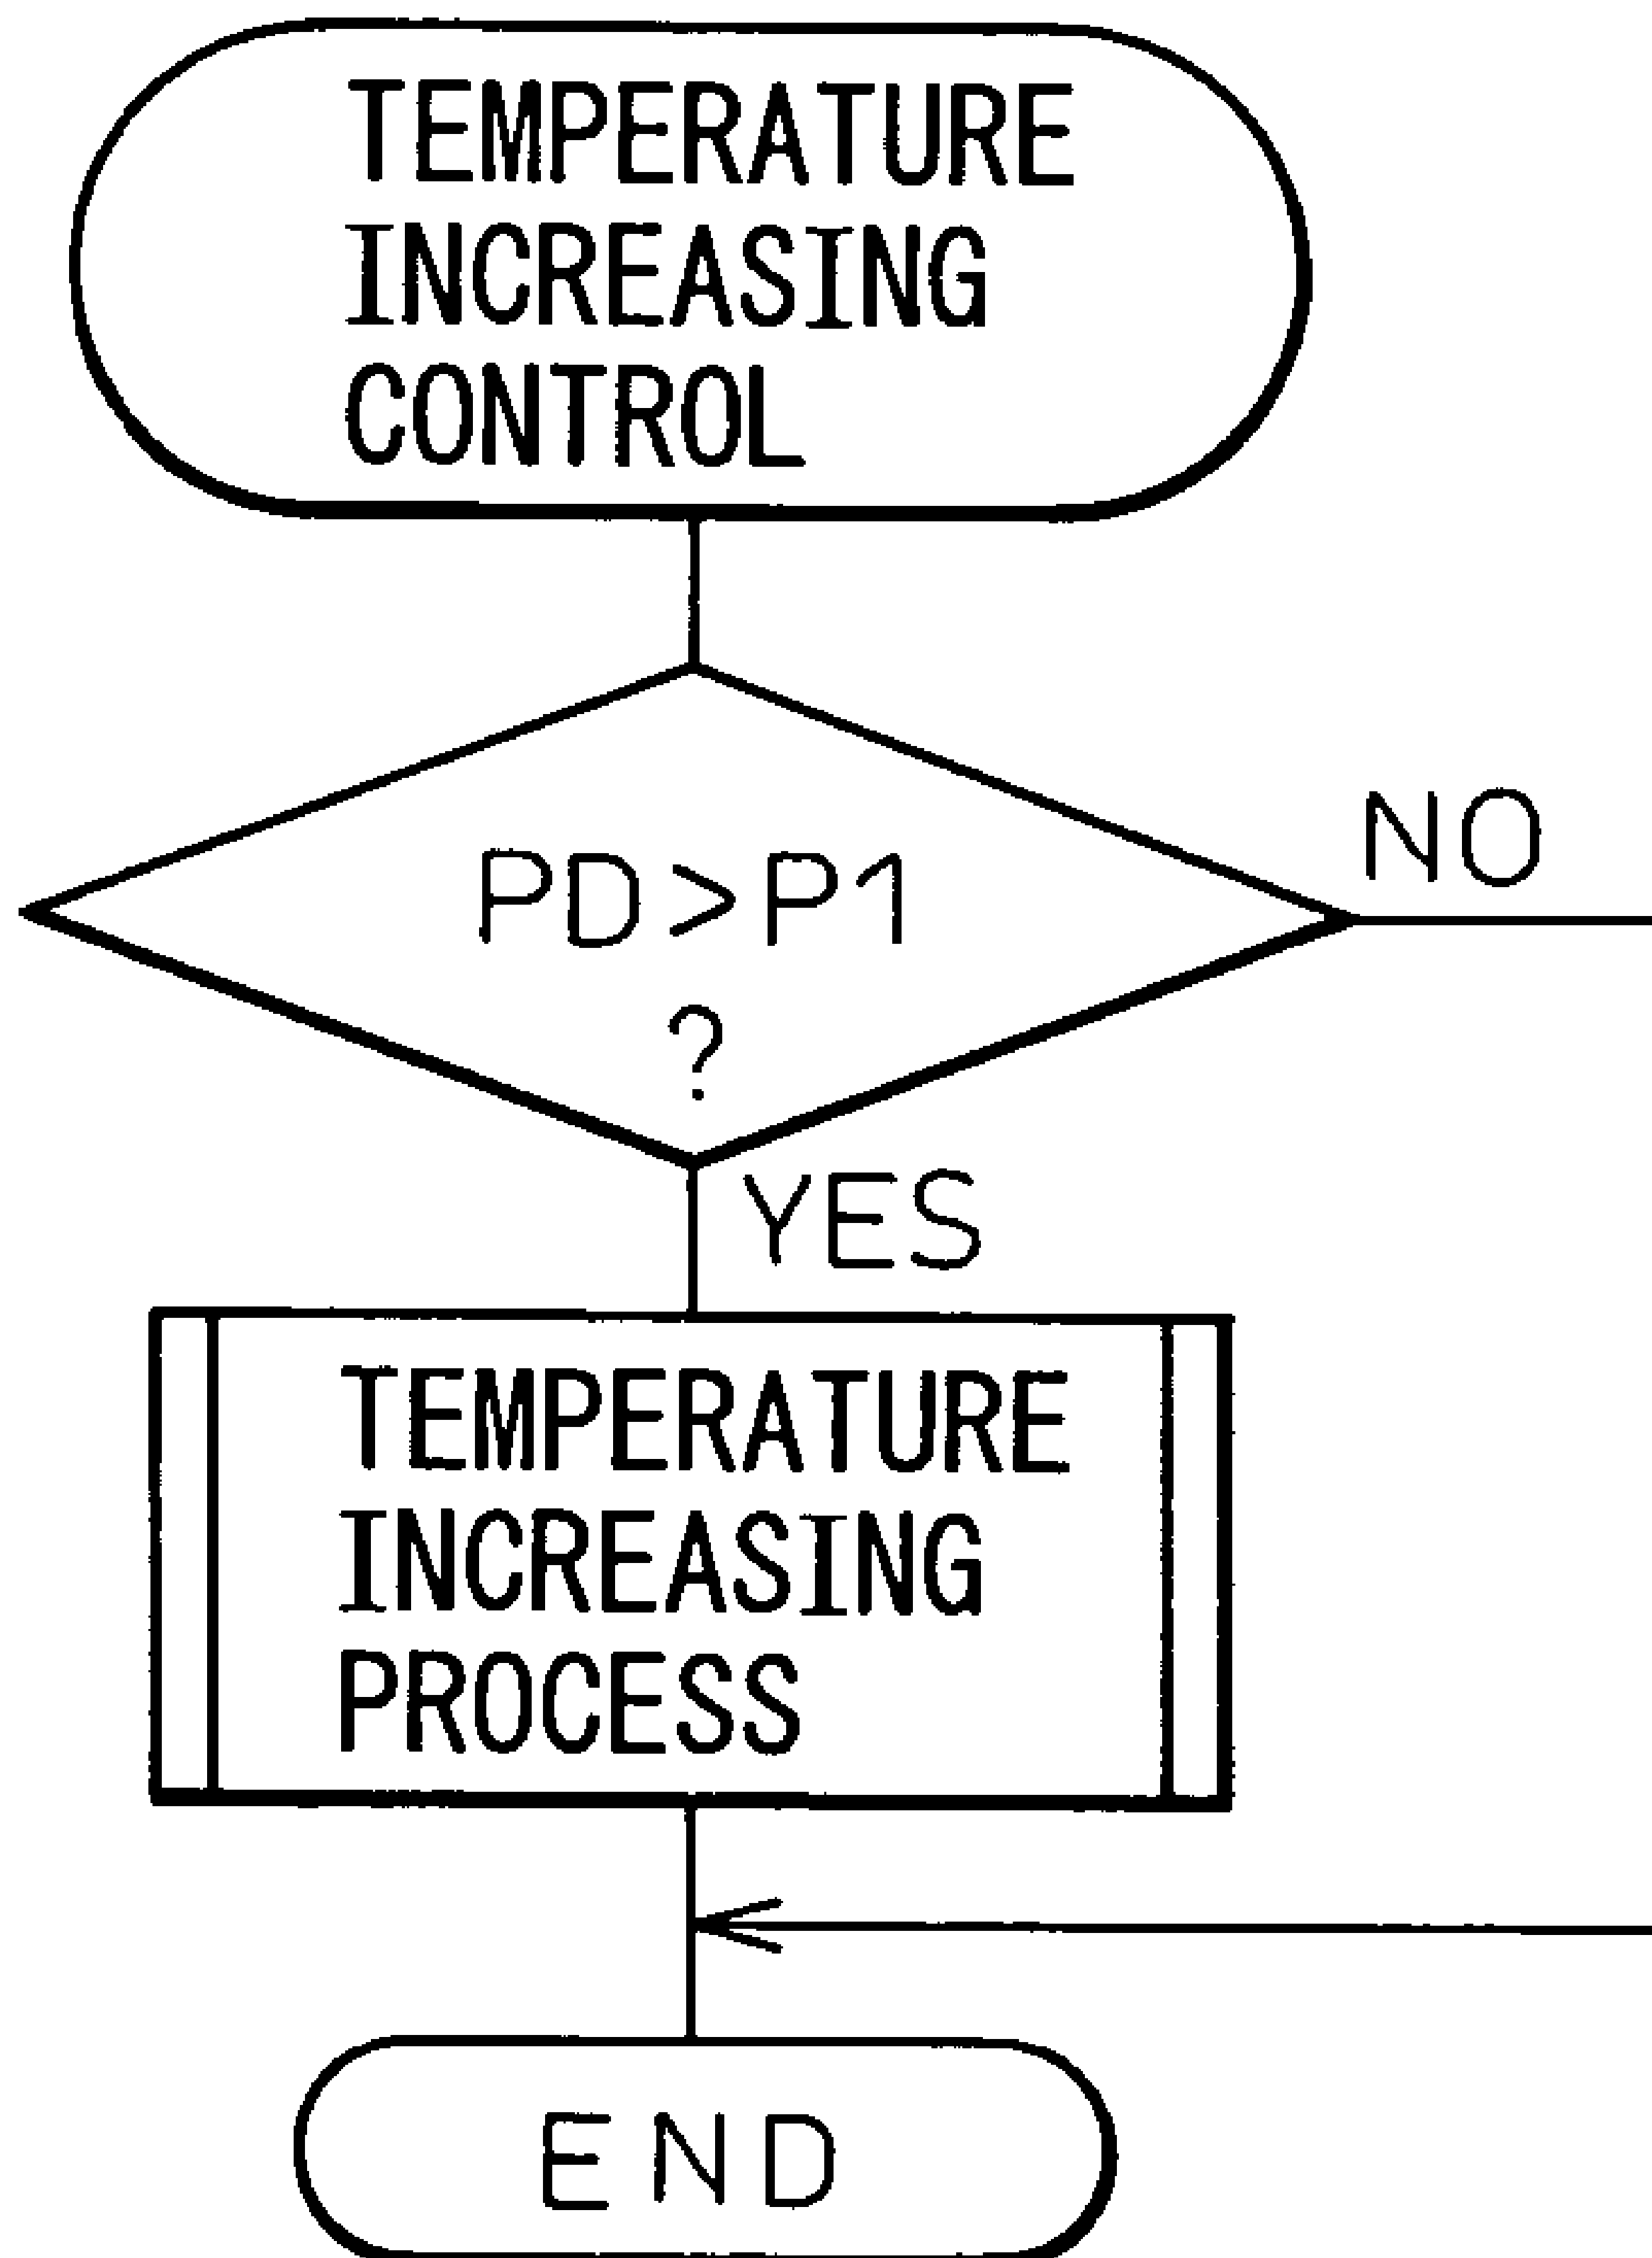 TEMPERATURE
INCREASING
CONTROL
PD>P1
?
NO
YES
TEMPERATURE
INCREASING
PROCESS
END